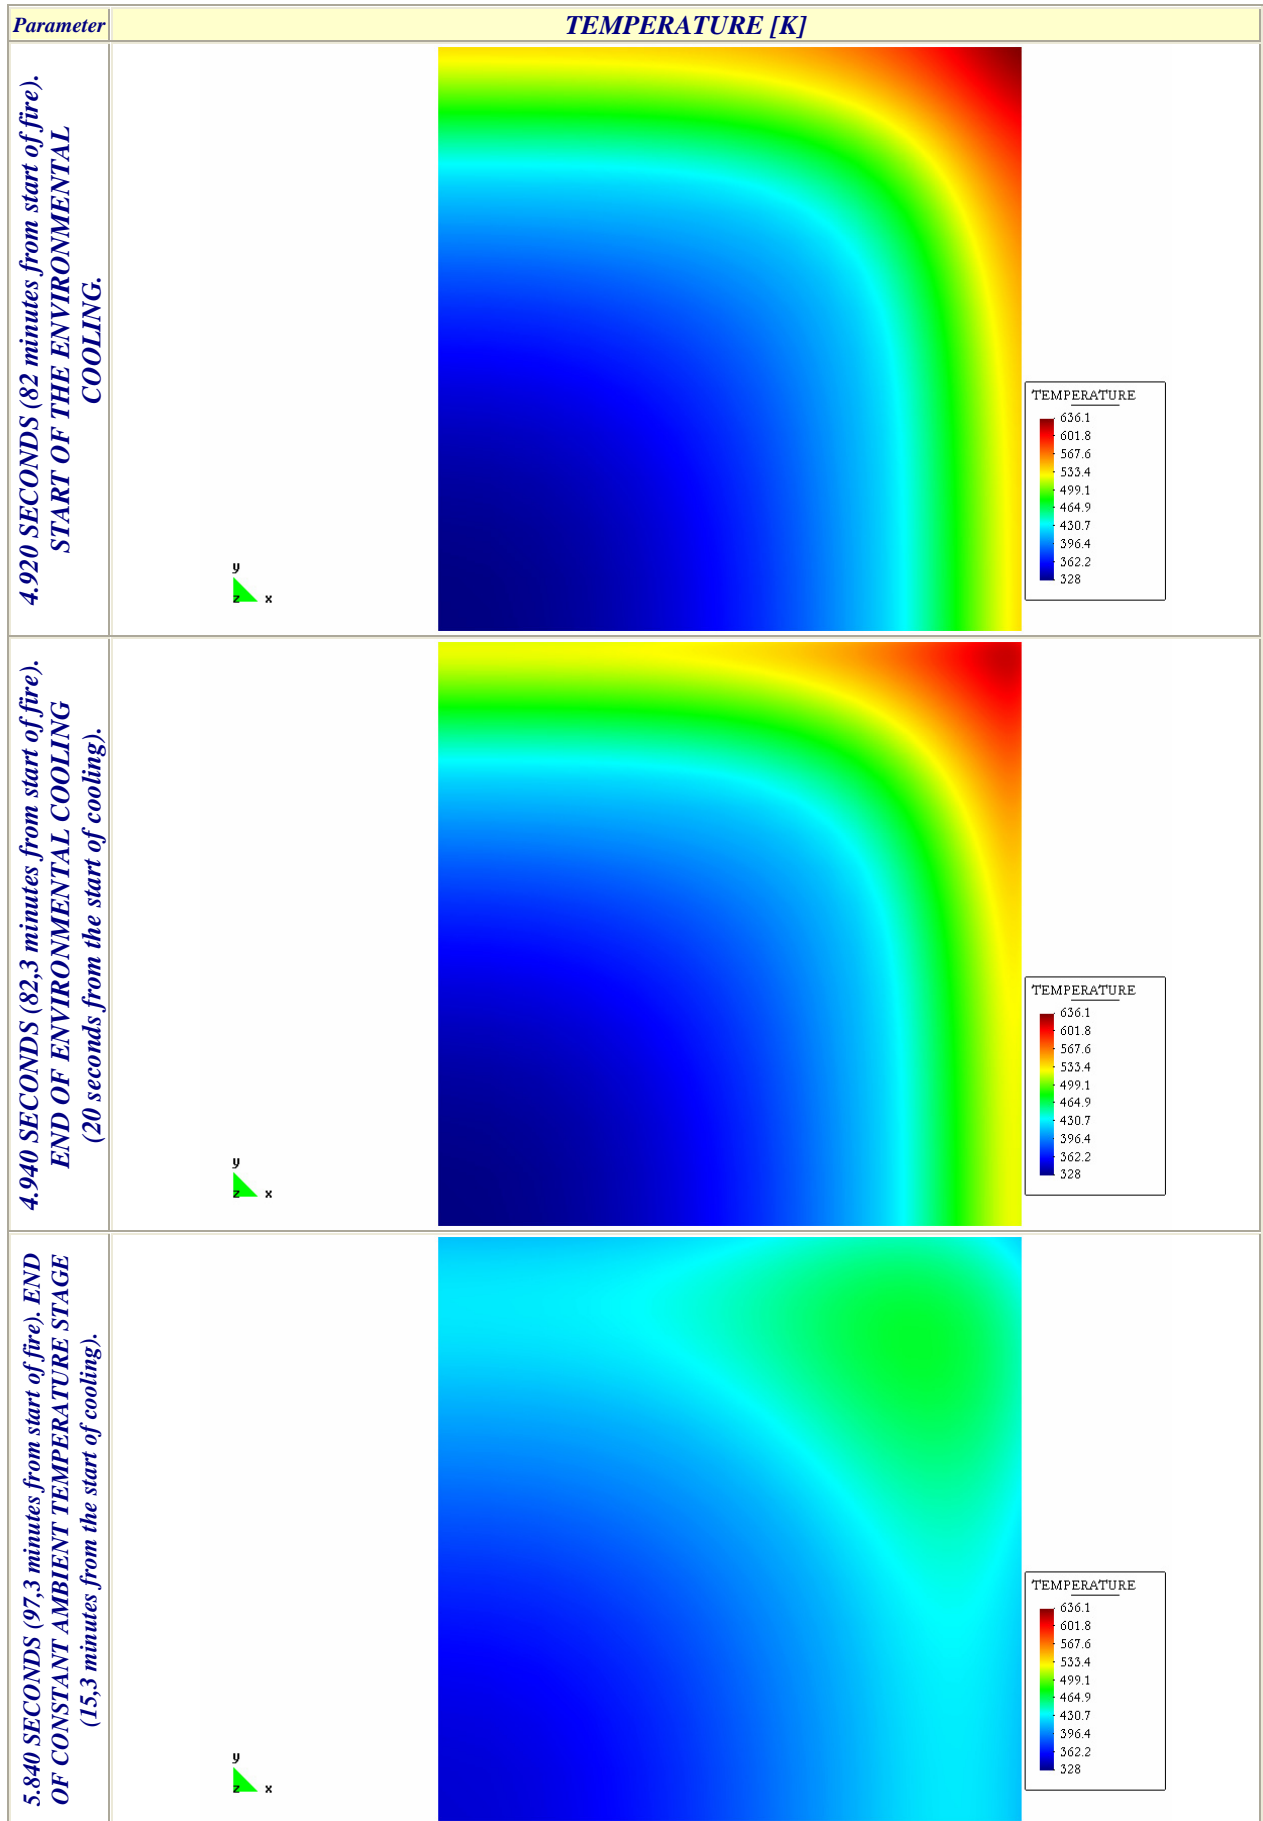 Parameter
TEMPERATURE [K]
4.920 SECONDS (82 minutes from start of fire).
START OF THE ENVIRONMENTAL
COOLING.
y
z x
TEMPERATURE
636.1
601.8
567.6
533.4
499.1
464.9
430.7
396.4
362.2
328
4.940 SECONDS (82,3 minutes from start of fire).
END OF ENVIRONMENTAL COOLING
(20 seconds from the start of cooling).
y
z x
TEMPERATURE
636.1
601.8
567.6
533.4
499.1
464.9
430.7
396.4
362.2
328
5.840 SECONDS (97,3 minutes from start of fire). END
OF CONSTANT AMBIENT TEMPERATURE STAGE
(15,3 minutes from the start of cooling).
y
z x
TEMPERATURE
636.1
601.8
567.6
533.4
499.1
464.9
430.7
396.4
362.2
328